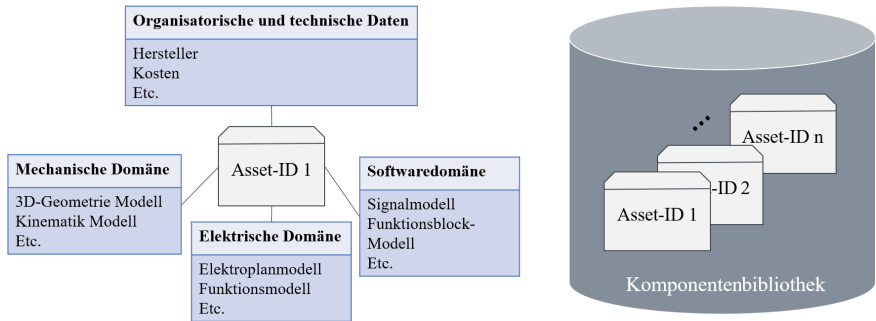 Organisatorische und technische Daten
Hersteller
Kosten
Etc.
Asset-ID 1
Mechanische Domäne
3D-Geometrie Modell
Kinematik Modell
Etc.
Elektrische Domäne
Elektroplanmodell
Funktionsmodell
Etc.
Softwaredomäne
Signalmodell
Funktionsblock-
Modell
Etc.
Asset-ID n
-ID 2
Asset-ID 1
Komponentenbibliothek